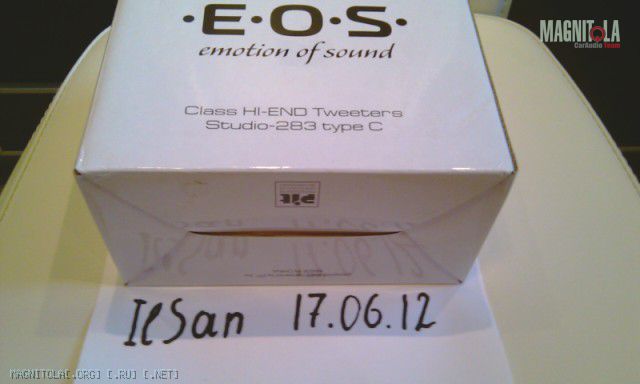 MAGNITOLA
CarAudio Team
·E·O·S·
emotion of sound
Class HI-END Tweeters
Studio-283 type C
IlSan 17.06.12
MAGNITOLA[.ORG] [.RU] [.NET]